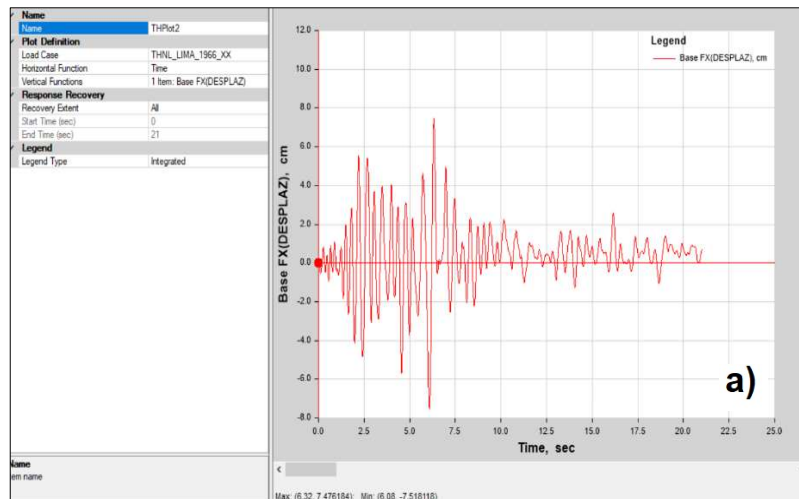 Name
Name THPlot2
Plot Definition
Load Case THNL_LIMA_1966_XX
Horizontal Function Time
Vertical Functions 1 Item: Base FX(DESPLAZ)
Response Recovery
Recovery Extent All
Start Time (sec) 0
End Time (sec) 21
Legend
Legend Type Integrated
Name
em name
Legend
Base FX(DESPLAZ), cm
Base FX(DESPLAZ), cm
12.0
10.0
8.0
6.0
4.0
2.0
0.0
-2.0
-4.0
-6.0
-8.0
0.0 2.5 5.0 7.5 10.0 12.5 15.0 17.5 20.0 22.5 25.0
Time, sec
a)
Max: (6.32, 7.476184); Min: (6.08, -7.518118)